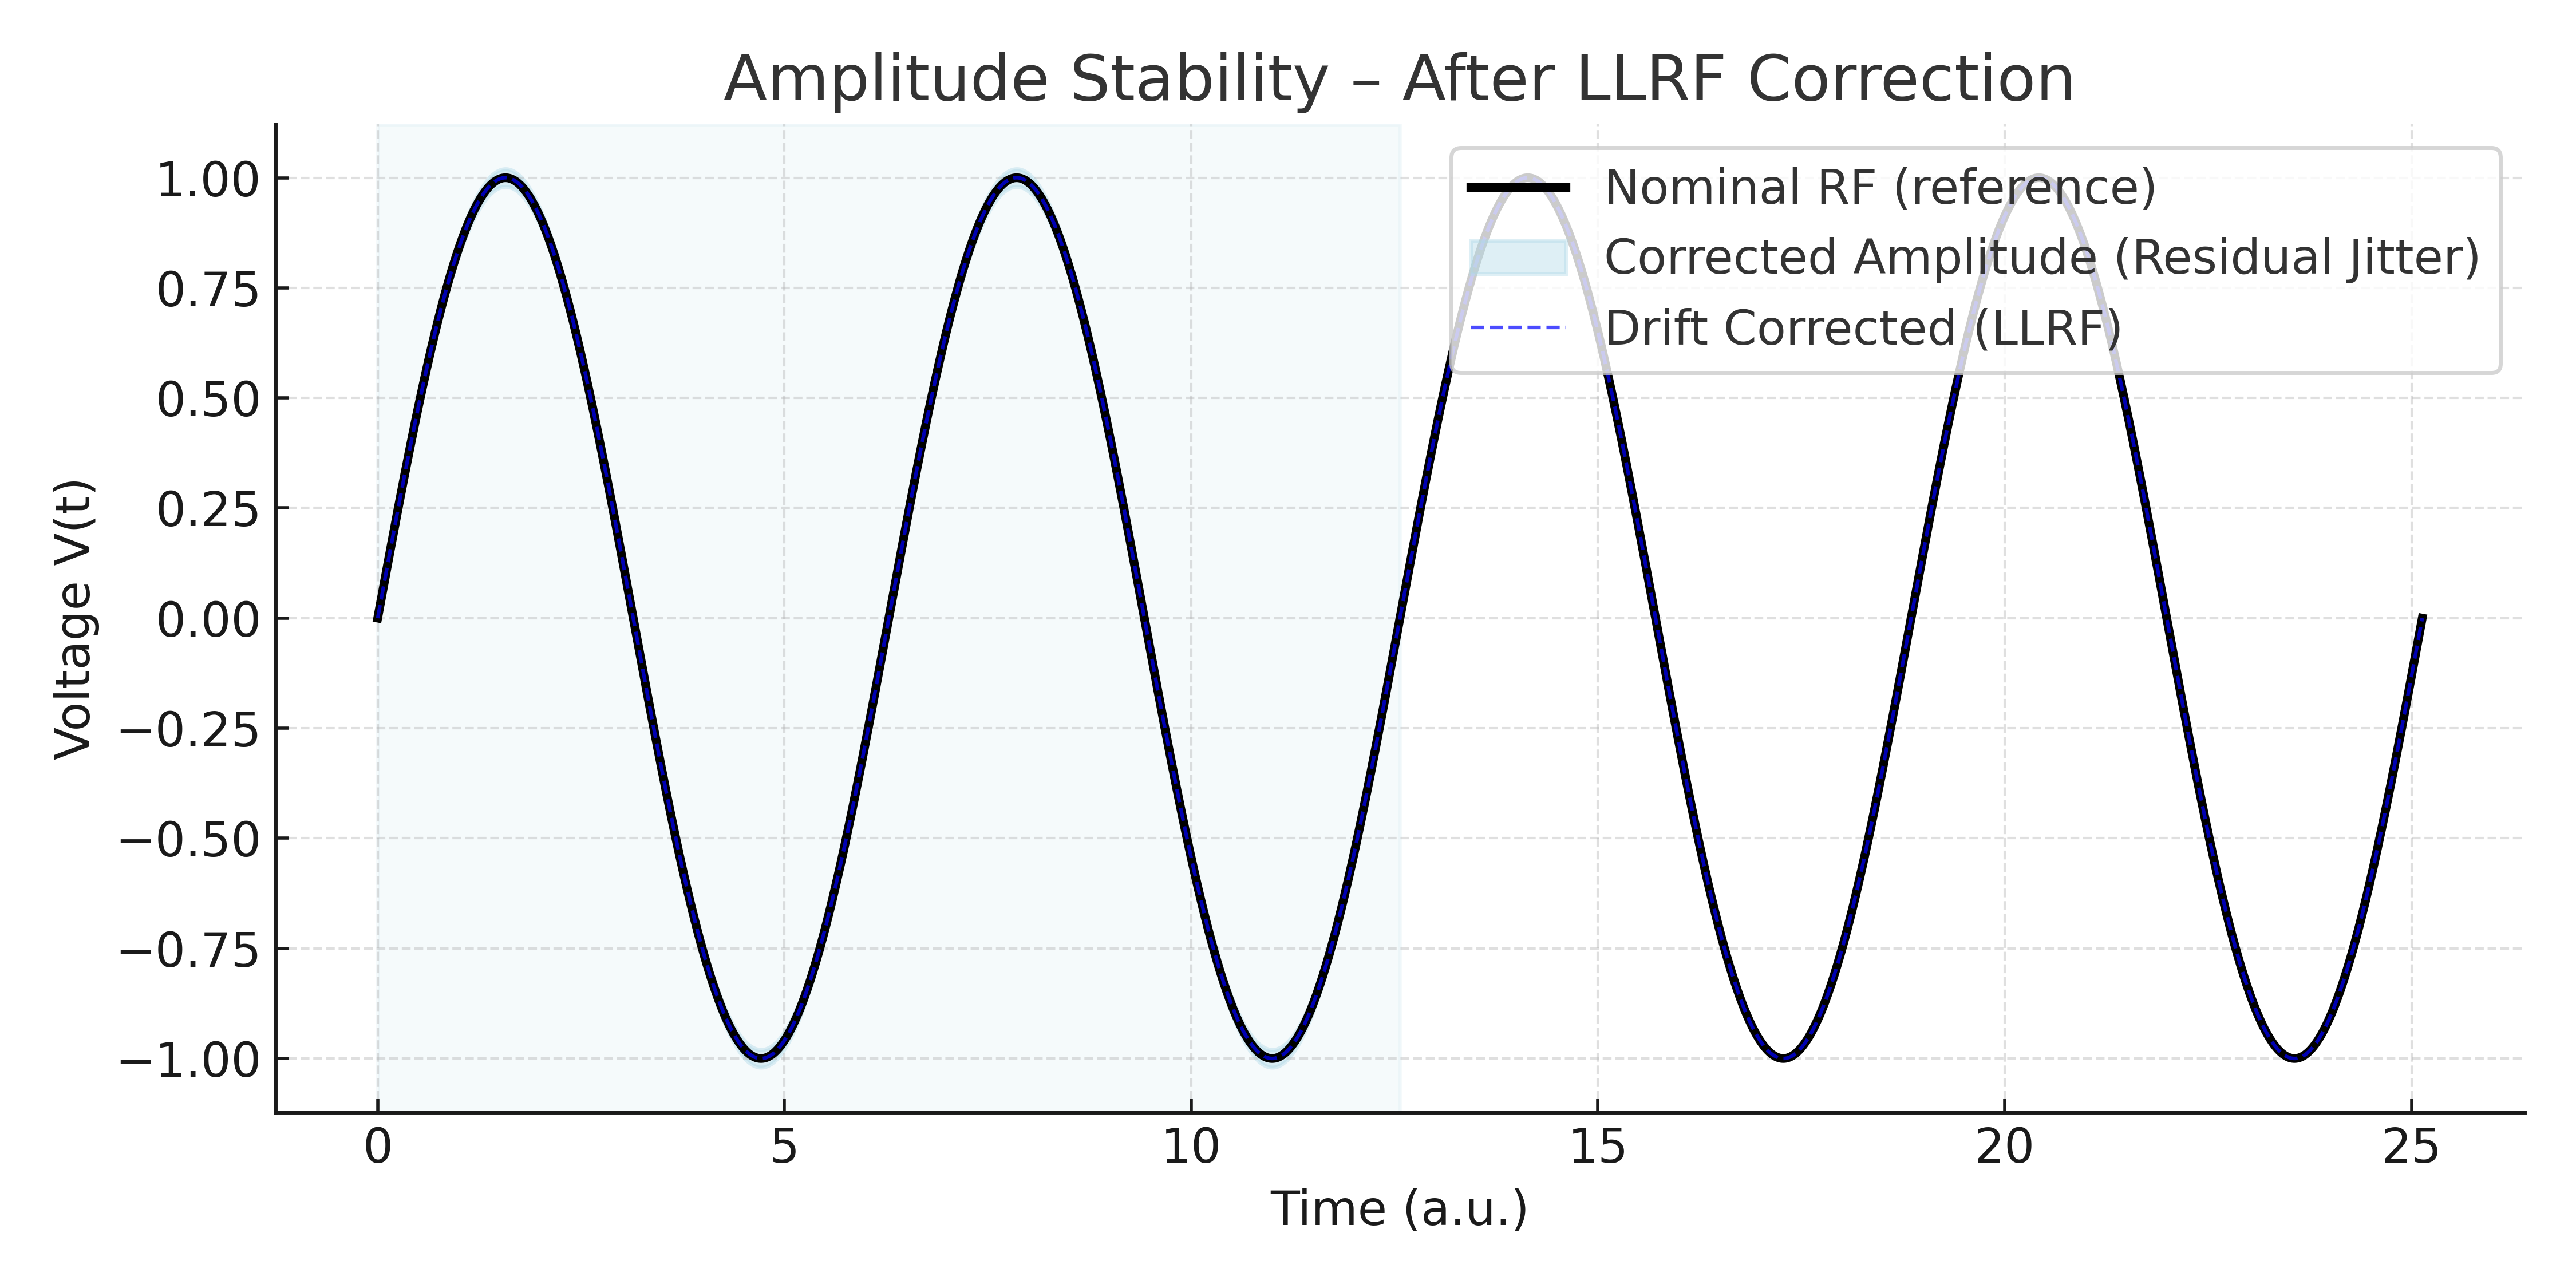 Amplitude Stability – After LLRF Correction
Nominal RF (reference)
Corrected Amplitude (Residual Jitter)
Drift Corrected (LLRF)
Voltage V(t)
1.00
0.75
0.50
0.25
0.00
−0.25
−0.50
−0.75
−1.00
0 5 10 15 20 25
Time (a.u.)